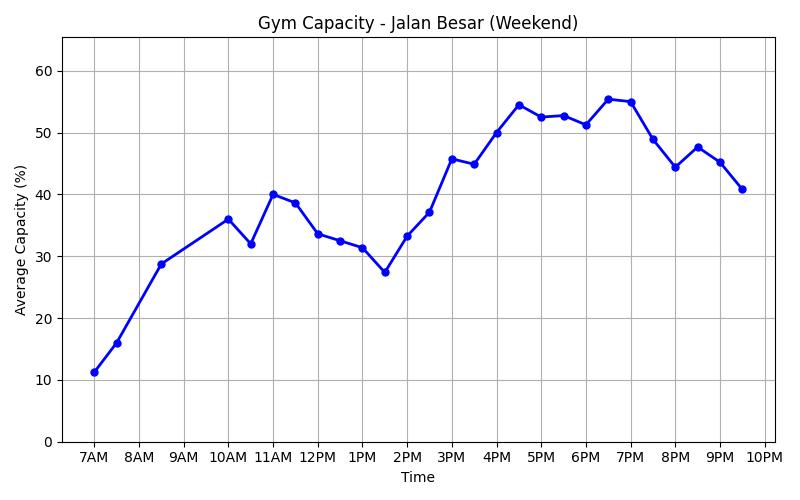 Gym Capacity - Jalan Besar (Weekend)
Average Capacity (%)
60
50
40
30
20
10
0
7AM 8AM 9AM 10AM 11AM 12PM 1PM 2PM 3PM 4PM 5PM 6PM 7PM 8PM 9PM 10PM
Time